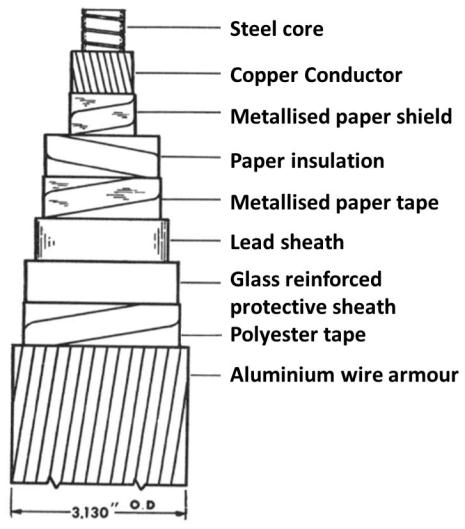 Steel core
Copper Conductor
Metallised paper shield
Paper insulation
Metallised paper tape
Lead sheath
Glass reinforced
protective sheath
Polyester tape
Aluminium wire armour
3,130" O.D